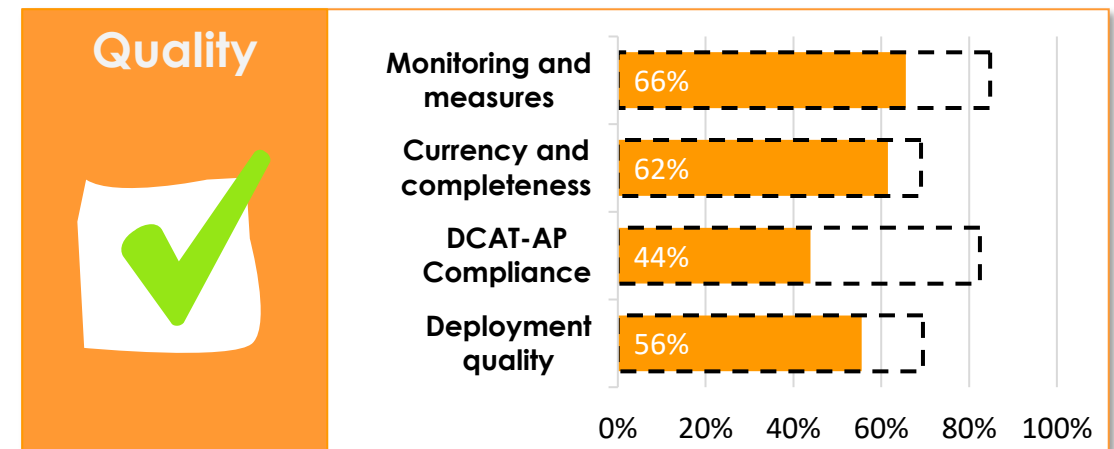 Quality
Monitoring and
measures
66%
Currency and
completeness
62%
DCAT-AP
Compliance
44%
Deployment
quality
56%
0% 20% 40% 60% 80% 100%